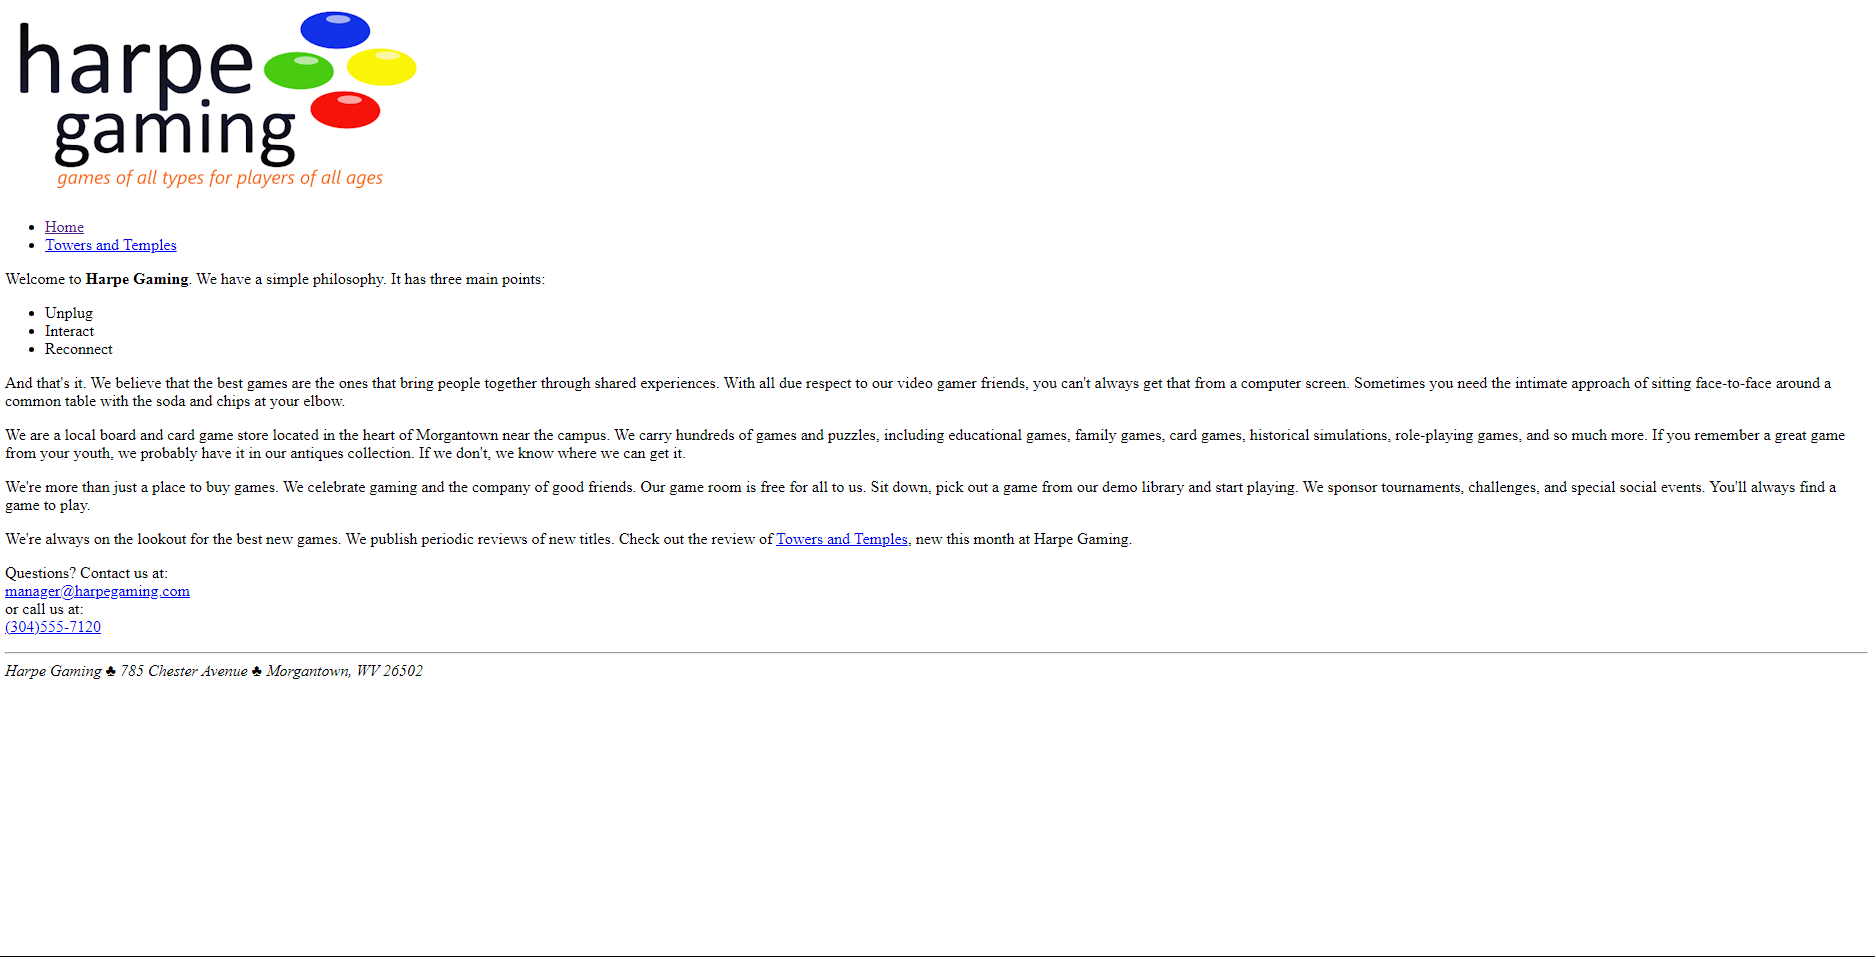 harpe
gaming
games of all types for players of all ages
Home
Towers and Temples
Welcome to Harpe Gaming. We have a simple philosophy. It has three main points:
Unplug
Interact
Reconnect
And that's it. We believe that the best games are the ones that bring people together through shared experiences. With all due respect to our video gamer friends, you can't always get that from a computer screen. Sometimes you need the intimate approach of sitting face-to-face around a
common table with the soda and chips at your elbow.
We are a local board and card game store located in the heart of Morgantown near the campus. We carry hundreds of games and puzzles, including educational games, family games, card games, historical simulations, role-playing games, and so much more. If you remember a great game
from your youth, we probably have it in our antiques collection. If we don't, we know where we can get it.
We're more than just a place to buy games. We celebrate gaming and the company of good friends. Our game room is free for all to us. Sit down, pick out a game from our demo library and start playing. We sponsor tournaments, challenges, and special social events. You'll always find a
game to play.
We're always on the lookout for the best new games. We publish periodic reviews of new titles. Check out the review of Towers and Temples, new this month at Harpe Gaming.
Questions? Contact us at:
manager@harpegaming.com
or call us at:
(304)555-7120
Harpe Gaming ♣ 785 Chester Avenue ♣ Morgantown, WV 26502